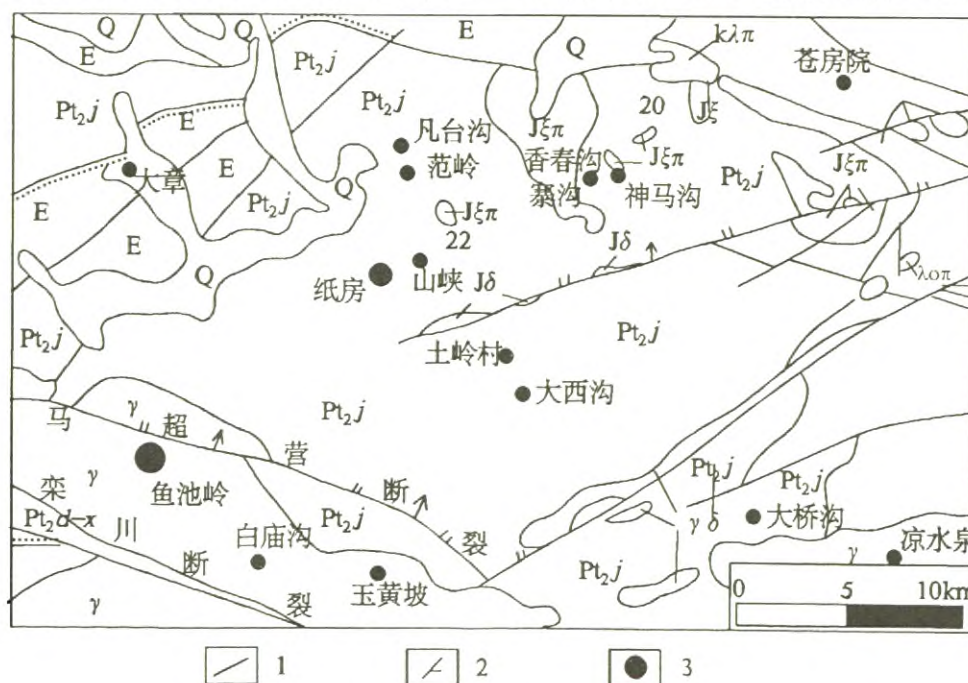 Q
Q
E
Q
kλπ
E
Pt₂j
苍房院
E
Pt₂j
Pt₂j
20
Jξ
E
凡台沟
Jξπ
范岭
香春沟
Jξπ
Pt₂j
Jξπ
大章
寨沟
神马沟
E
Pt₂j
Q
Jξπ
22
E
Q
Jδ
山峡
Jδ
纸房
λοπ
Pt₂j
Pt₂j
土岭村
大西沟
γ
Pt₂j
马超营断裂
γ
鱼池岭
Pt₂j
Pt₂j
栾川断裂
Pt₂d-x
Pt₂j
γδ
大桥沟
白庙沟
凉水泉
γ
玉黄坡
Pt₂j
γ
0 5 10km
1 2 3